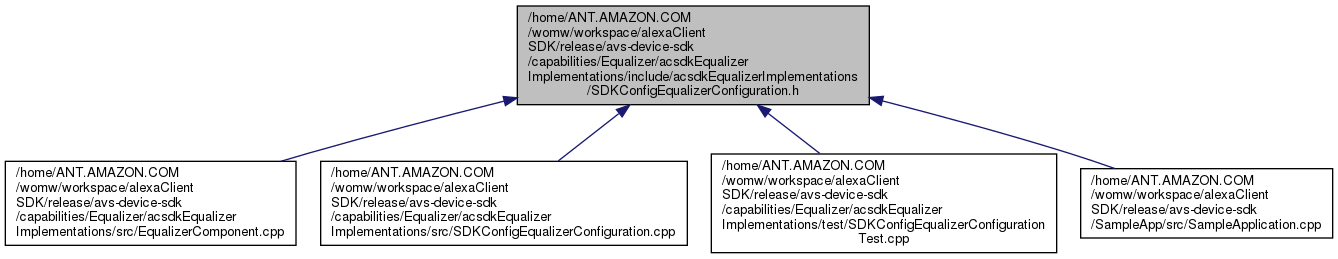 /home/ANT.AMAZON.COM
/womw/workspace/alexaClient
SDK/release/avs-device-sdk
/capabilities/Equalizer/acsdkEqualizer
Implementations/include/acsdkEqualizerImplementations
/SDKConfigEqualizerConfiguration.h
/home/ANT.AMAZON.COM
/womw/workspace/alexaClient
SDK/release/avs-device-sdk
/capabilities/Equalizer/acsdkEqualizer
Implementations/src/EqualizerComponent.cpp
/home/ANT.AMAZON.COM
/womw/workspace/alexaClient
SDK/release/avs-device-sdk
/capabilities/Equalizer/acsdkEqualizer
Implementations/src/SDKConfigEqualizerConfiguration.cpp
/home/ANT.AMAZON.COM
/womw/workspace/alexaClient
SDK/release/avs-device-sdk
/capabilities/Equalizer/acsdkEqualizer
Implementations/test/SDKConfigEqualizerConfiguration
Test.cpp
/home/ANT.AMAZON.COM
/womw/workspace/alexaClient
SDK/release/avs-device-sdk
/SampleApp/src/SampleApplication.cpp